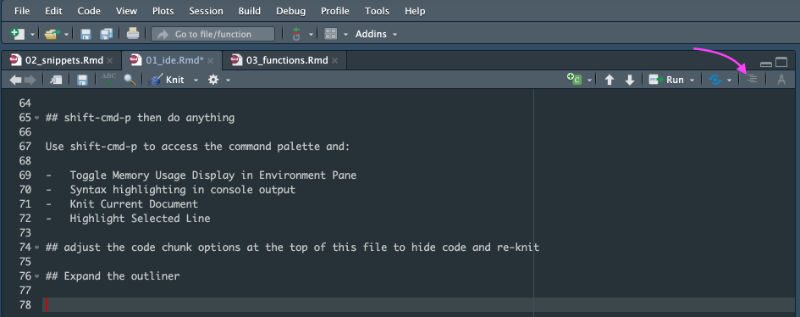 File Edit Code View Plots Session Build Debug Profile Tools Help
Go to file/function Addins
02_snippets.Rmd 01_ide.Rmd* 03_functions.Rmd
ABC Knit Run A
64
65 ## shift-cmd-p then do anything
66
67 Use shift-cmd-p to access the command palette and:
68
69 - Toggle Memory Usage Display in Environment Pane
70 - Syntax highlighting in console output
71 - Knit Current Document
72 - Highlight Selected Line
73
74 ## adjust the code chunk options at the top of this file to hide code and re-knit
75
76 ## Expand the outliner
77
78